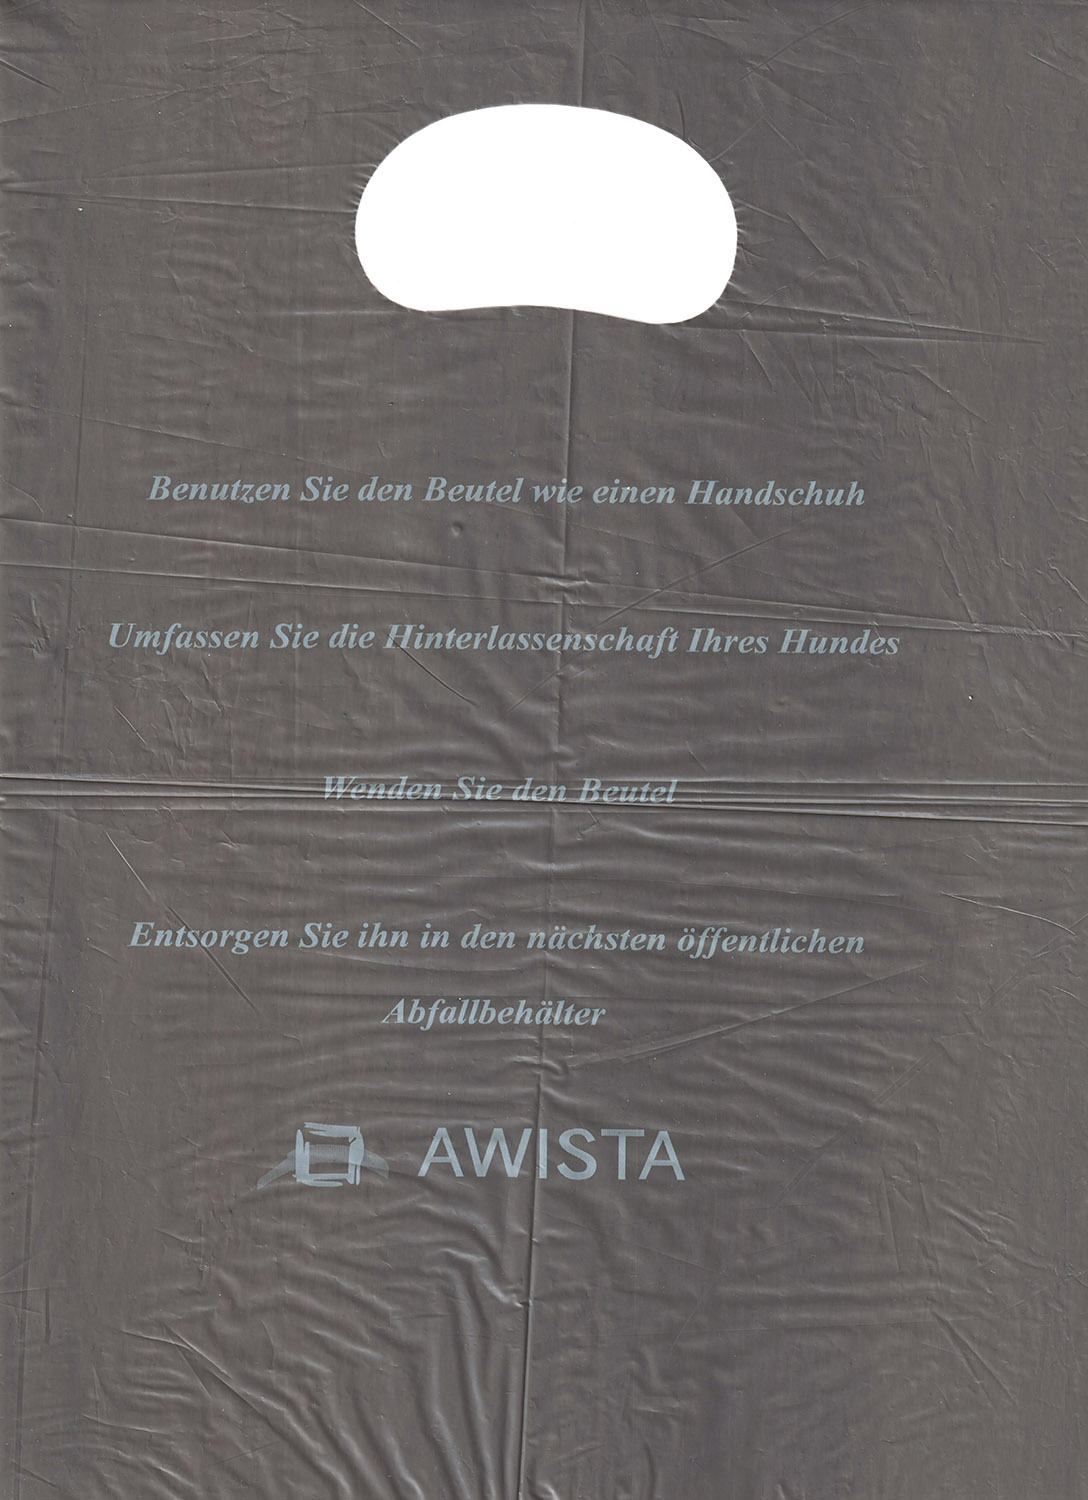 Benutzen Sie den Beutel wie einen Handschuh
Umfassen Sie die Hinterlassenschaft Ihres Hundes
Wenden Sie den Beutel
Entsorgen Sie ihn in den nächsten öffentlichen
Abfallbehälter
AWISTA